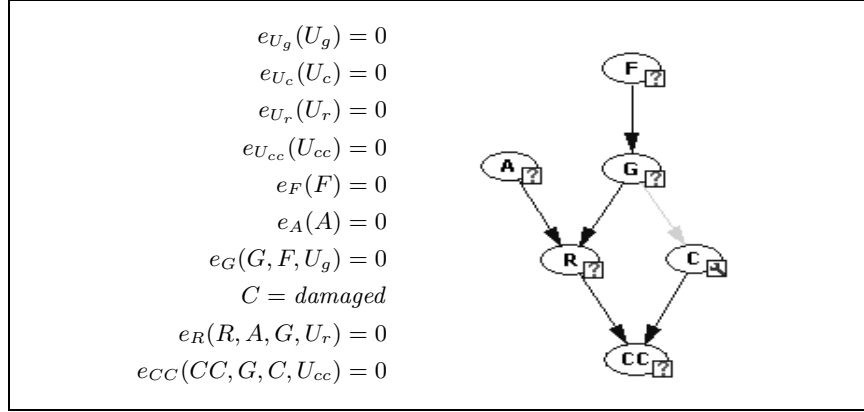 e_{U_g}(U_g) = 0
e_{U_c}(U_c) = 0
e_{U_r}(U_r) = 0
e_{U_{cc}}(U_{cc}) = 0
e_F(F) = 0
e_A(A) = 0
e_G(G, F, U_g) = 0
C = damaged
e_R(R, A, G, U_r) = 0
e_{CC}(CC, G, C, U_{cc}) = 0
F ?
A ?
G ?
R ?
C
CC ?